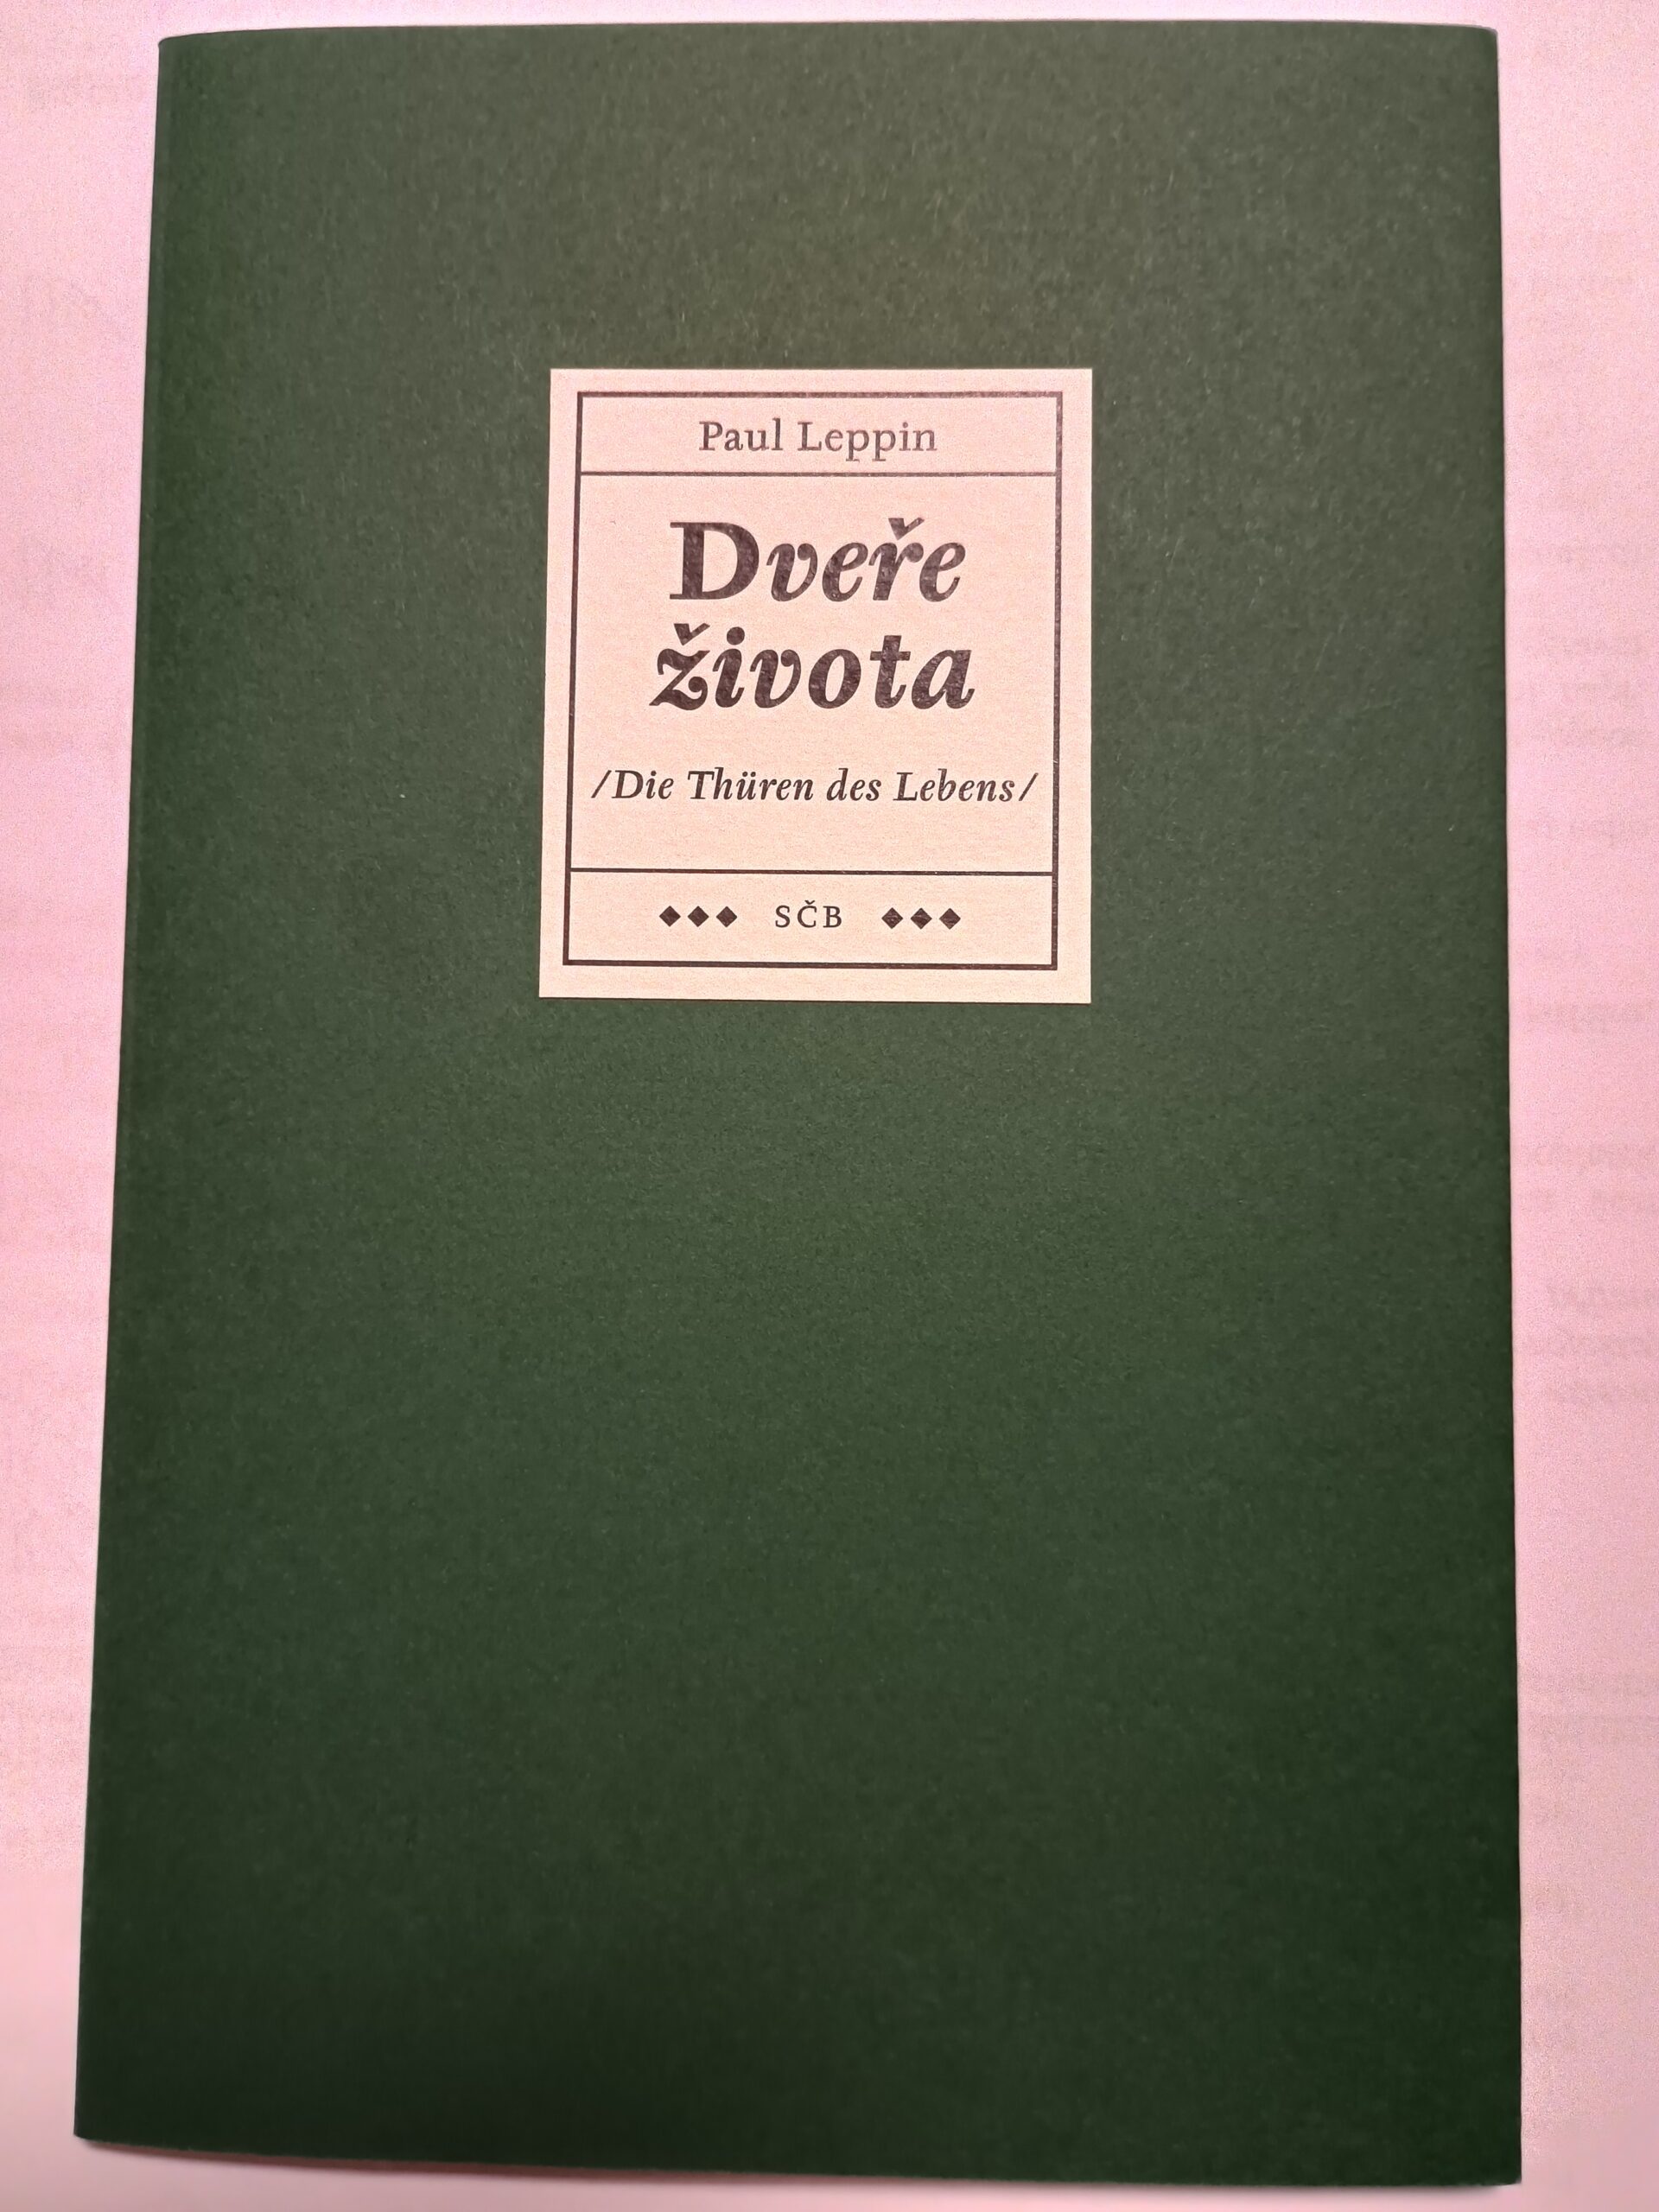 Paul Leppin
Dveře
života
/Die Thüren des Lebens/
◆◆◆ SČB ◆◆◆